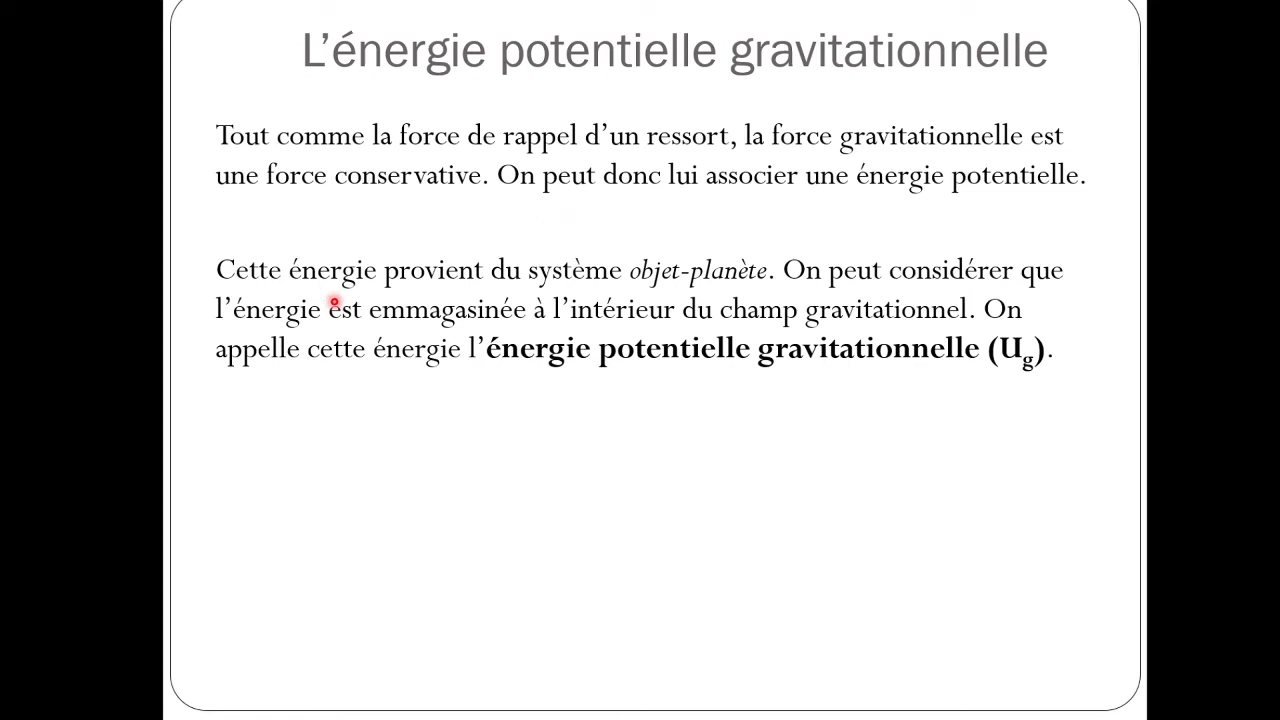 L’énergie potentielle gravitationnelle
Tout comme la force de rappel d’un ressort, la force gravitationnelle est
une force conservative. On peut donc lui associer une énergie potentielle.
Cette énergie provient du système objet-planète. On peut considérer que
l’énergie est emmagasinée à l’intérieur du champ gravitationnel. On
appelle cette énergie l’énergie potentielle gravitationnelle (Ug).